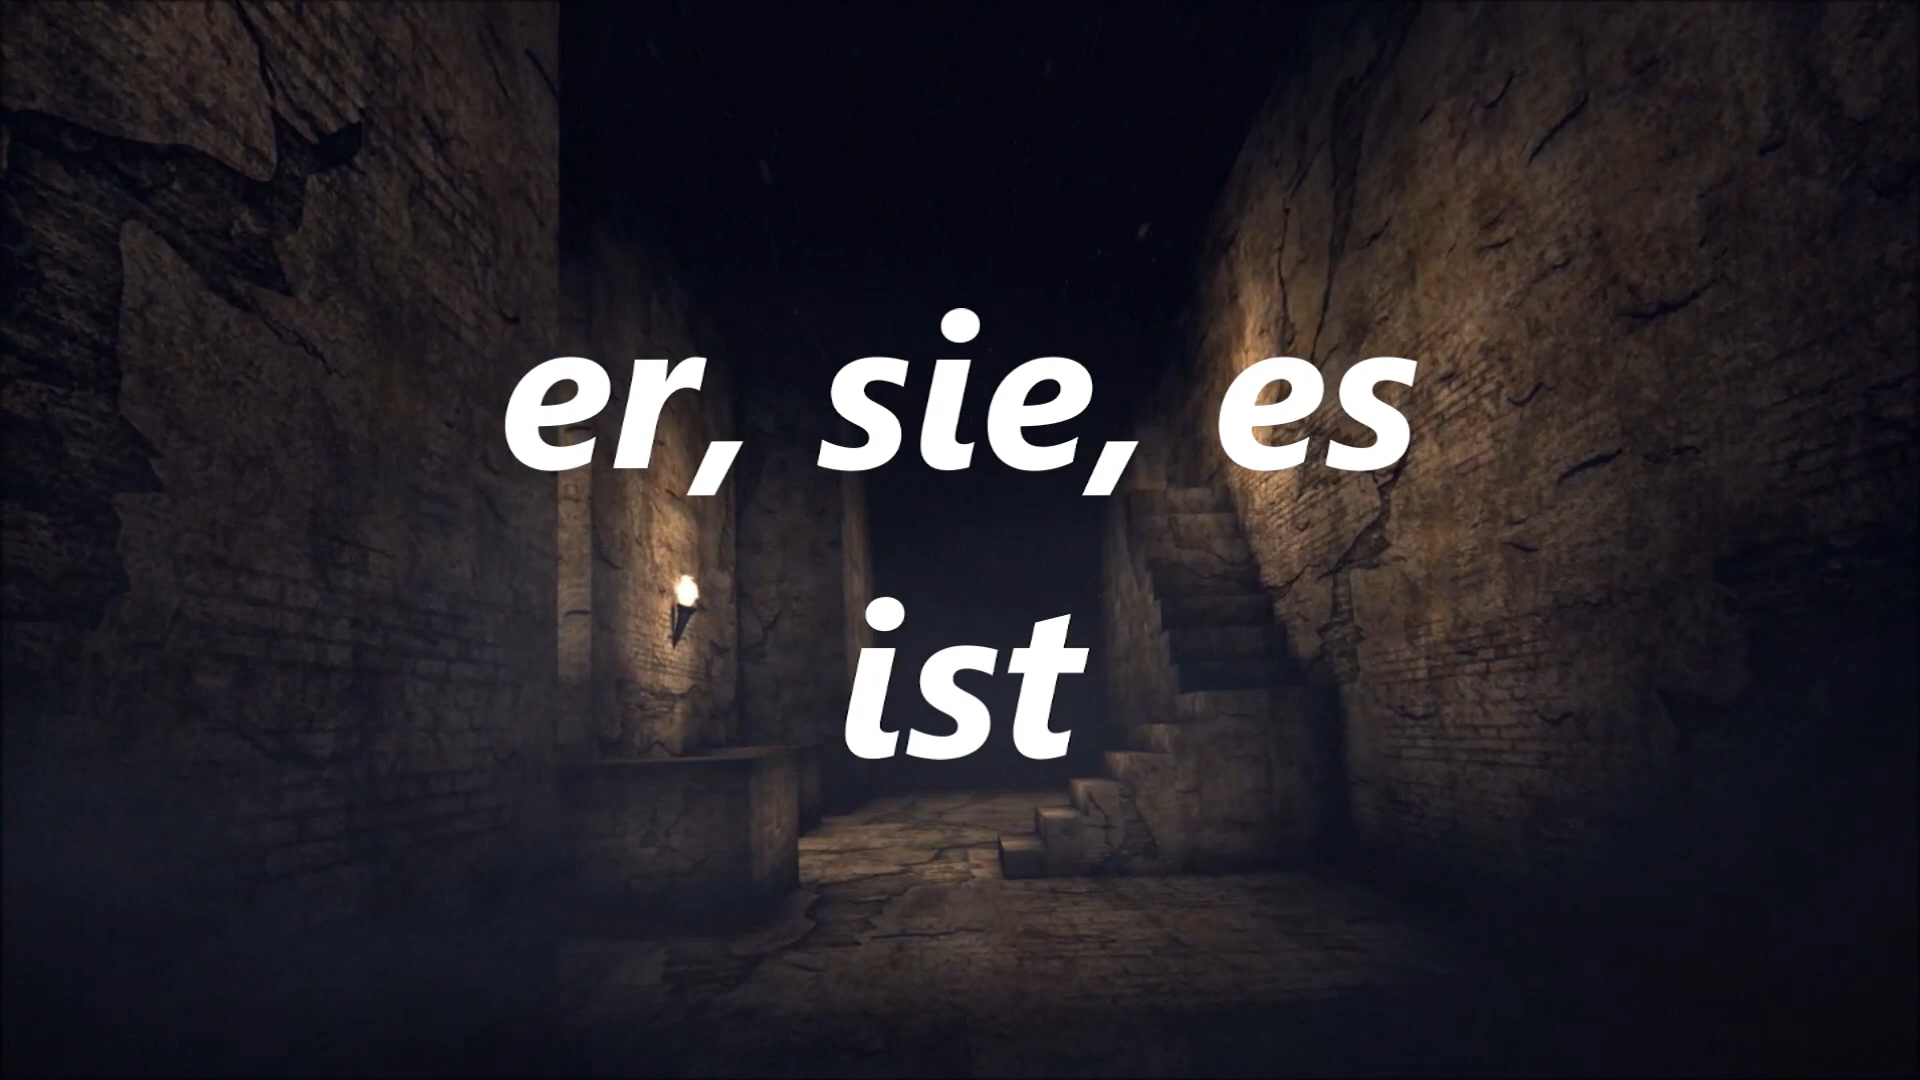 er, sie, es
ist